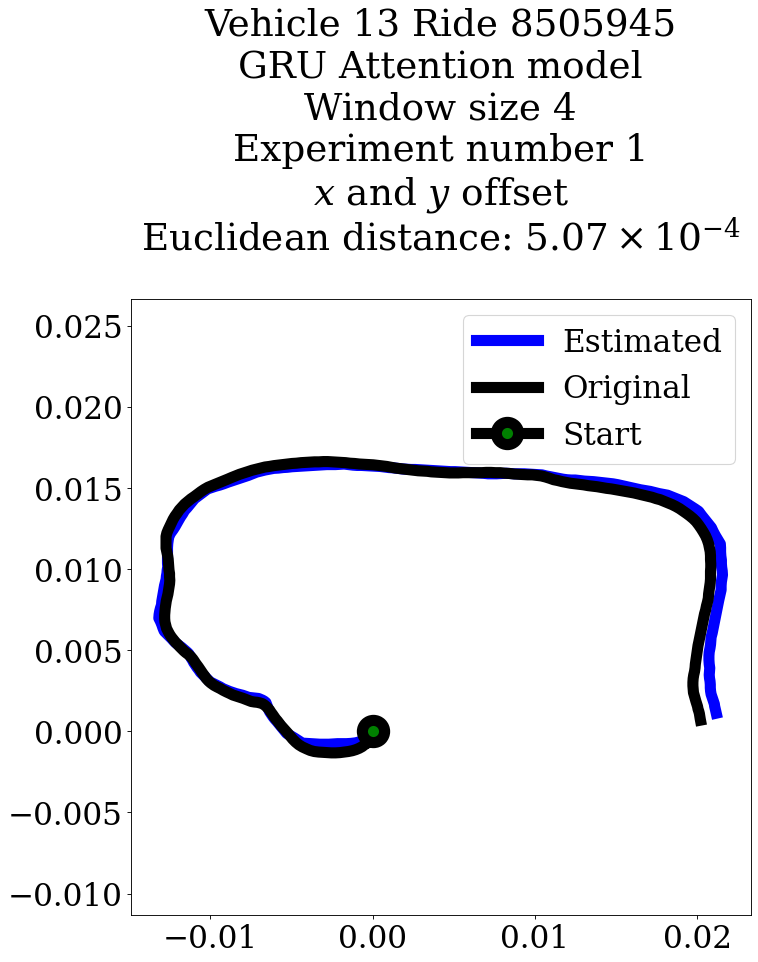 Vehicle 13 Ride 8505945
GRU Attention model
Window size 4
Experiment number 1
x and y offset
Euclidean distance: 5.07 × 10⁻⁴
Estimated
Original
Start
0.025
0.020
0.015
0.010
0.005
0.000
−0.005
−0.010
−0.01 0.00 0.01 0.02